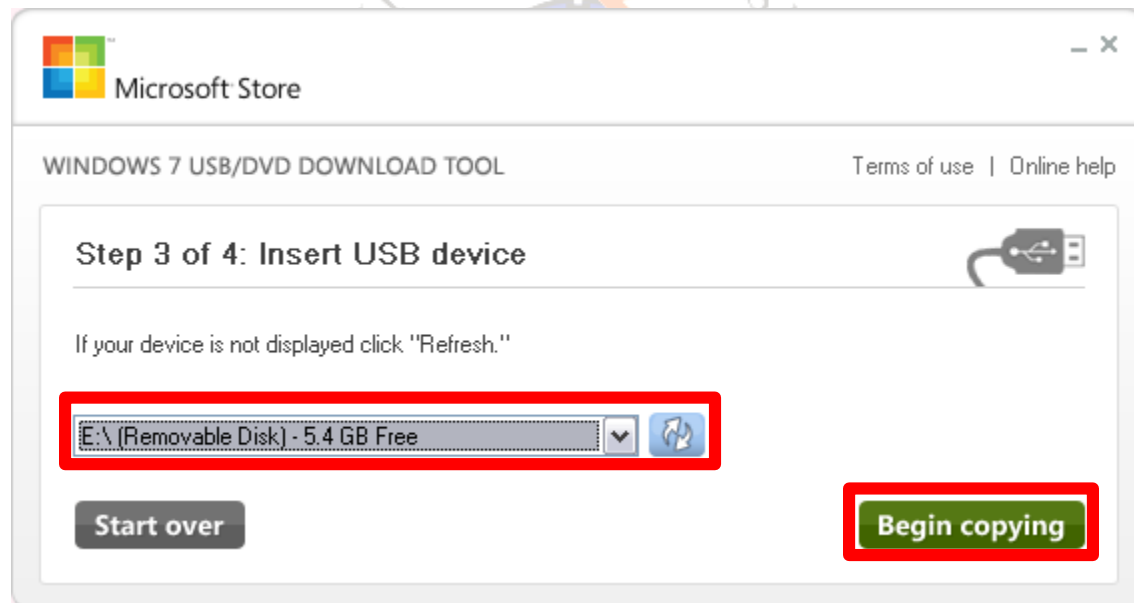 Microsoft Store
WINDOWS 7 USB/DVD DOWNLOAD TOOL
Terms of use | Online help
Step 3 of 4: Insert USB device
If your device is not displayed click "Refresh."
E:\ (Removable Disk) - 5.4 GB Free
Start over
Begin copying